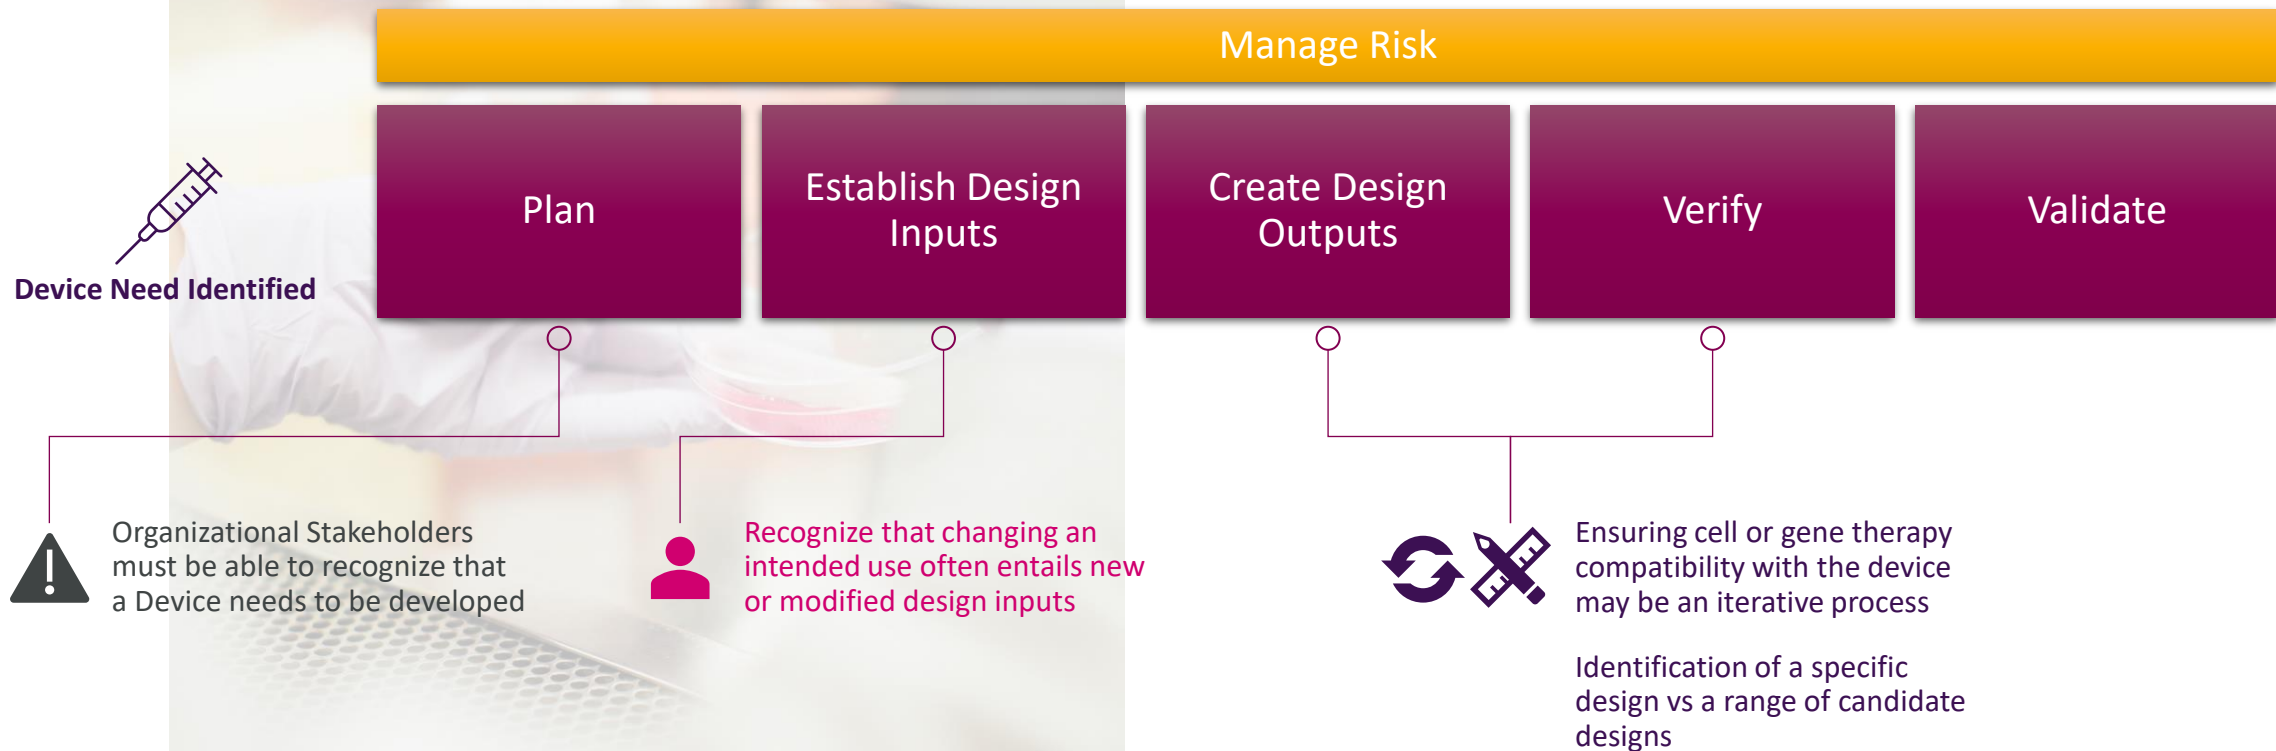 Manage Risk
Plan
Establish Design
Inputs
Create Design
Outputs
Verify
Validate
Device Need Identified
Organizational Stakeholders
must be able to recognize that
a Device needs to be developed
Recognize that changing an
intended use often entails new
or modified design inputs
Ensuring cell or gene therapy
compatibility with the device
may be an iterative process
Identification of a specific
design vs a range of candidate
designs